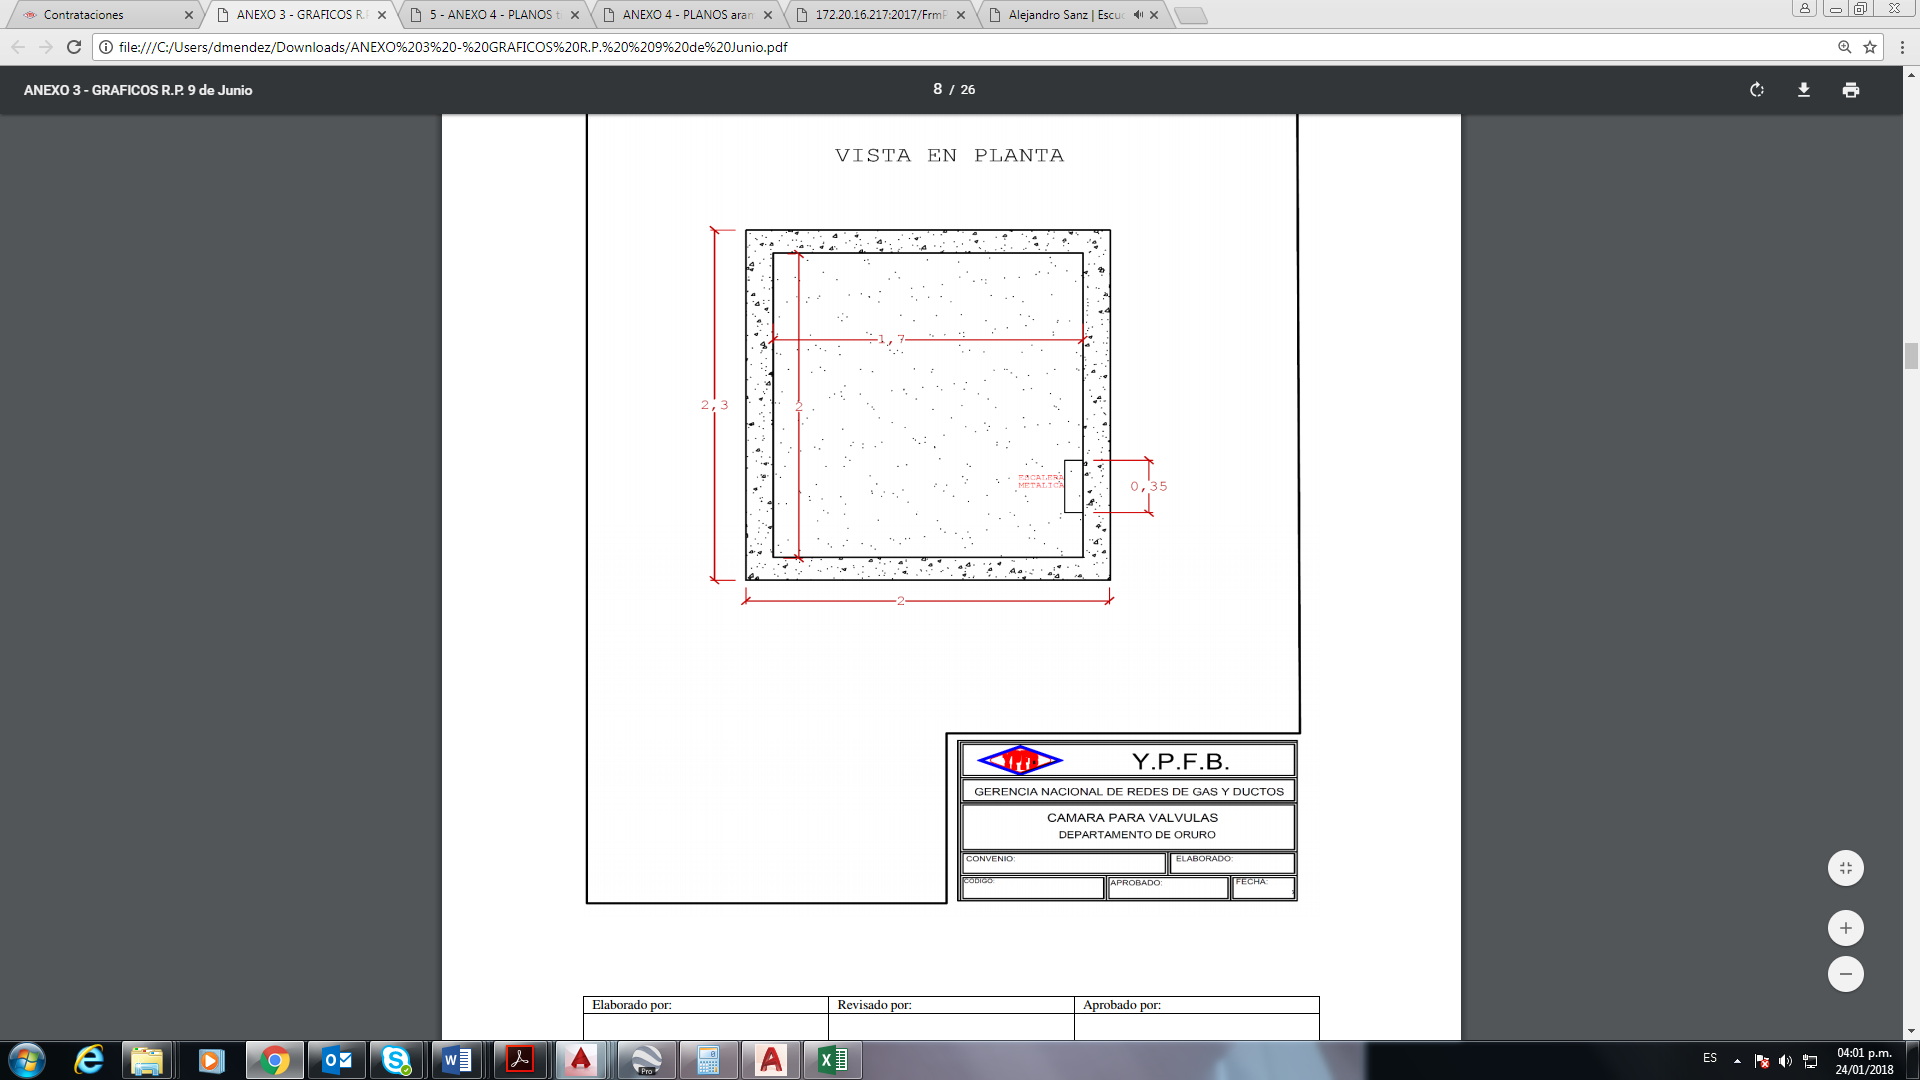 Contrataciones
ANEXO 3 - GRAFICOS R.P.
5 - ANEXO 4 - PLANOS t
ANEXO 4 - PLANOS aran
172.20.16.217:2017/Frm
Alejandro Sanz | Escu
file:///C:/Users/dmendez/Downloads/ANEXO%203%20-%20GRAFICOS%20R.P.%20%209%20de%20Junio.pdf
ANEXO 3 - GRAFICOS R.P. 9 de Junio
8 / 26
VISTA EN PLANTA
1,7
2,3
2
ESCALERA
METALICA
0,35
2
YPFB
Y.P.F.B.
GERENCIA NACIONAL DE REDES DE GAS Y DUCTOS
CAMARA PARA VALVULAS
DEPARTAMENTO DE ORURO
CONVENIO:
ELABORADO:
CODIGO:
APROBADO:
FECHA:
Elaborado por:
Revisado por:
Aprobado por:
Pro
ES
04:01 p.m.
24/01/2018